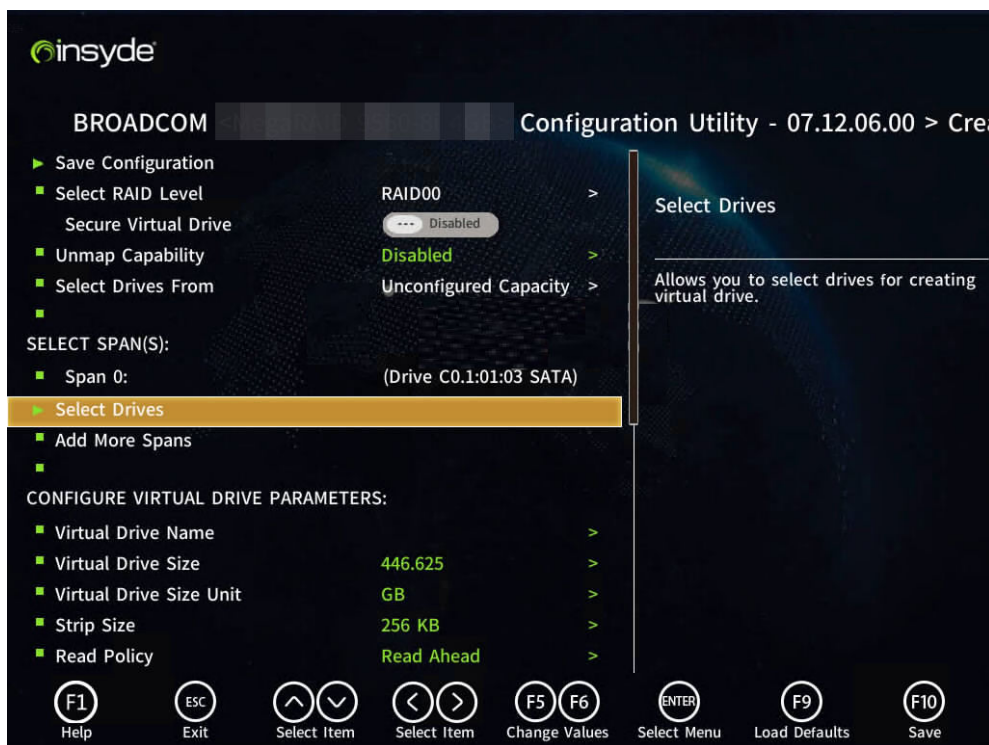 insyde
BROADCOM Configuration Utility - 07.12.06.00 > Cre
Save Configuration
Select RAID Level RAID00 >
Secure Virtual Drive --- Disabled
Unmap Capability Disabled >
Select Drives From Unconfigured Capacity >
SELECT SPAN(S):
Span 0: (Drive C0.1:01:03 SATA)
Select Drives
Add More Spans
CONFIGURE VIRTUAL DRIVE PARAMETERS:
Virtual Drive Name >
Virtual Drive Size 446.625 >
Virtual Drive Size Unit GB >
Strip Size 256 KB >
Read Policy Read Ahead >
Select Drives
Allows you to select drives for creating
virtual drive.
F1 ESC F5 F6 ENTER F9 F10
Help Exit Select Item Select Item Change Values Select Menu Load Defaults Save